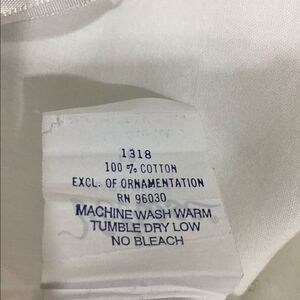 1318
100 % COTTON
EXCL. OF ORNAMENTATION
RN 96030
MACHINE WASH WARM
TUMBLE DRY LOW
NO BLEACH